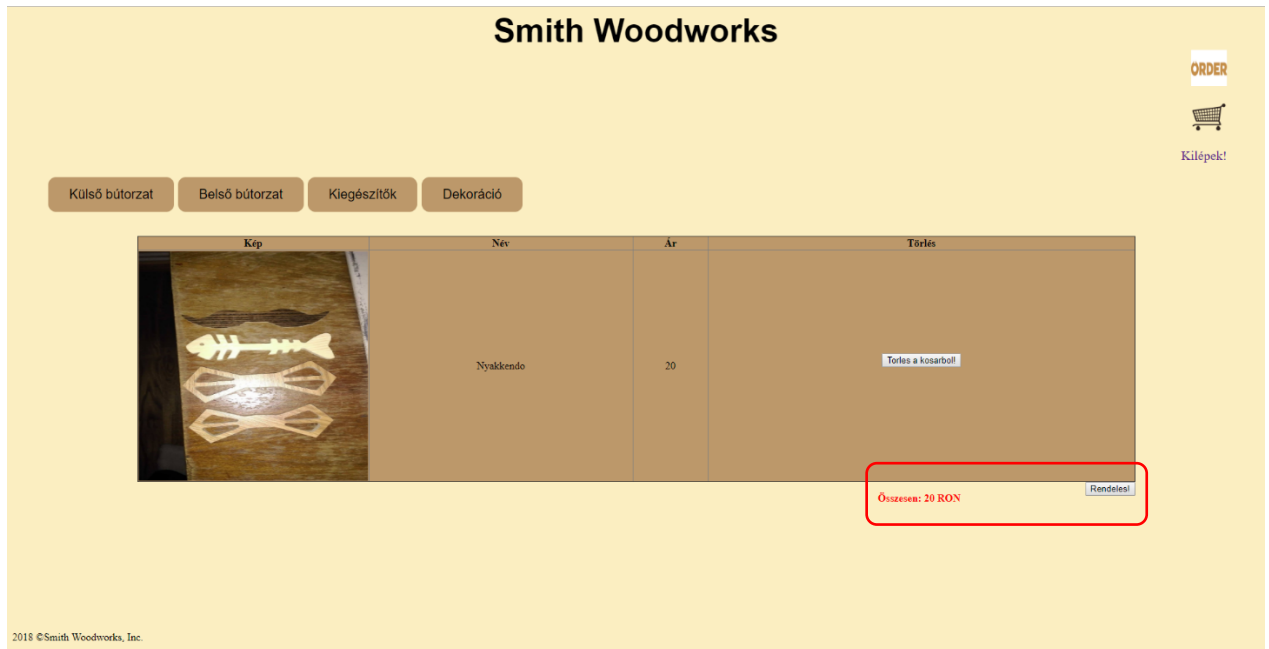 Smith Woodworks
ORDER
Kilépek!
Külső bútorzat Belső bútorzat Kiegészítők Dekoráció
Kép Név Ár Törlés
Nyakkendo 20 Torles a kosarbol!
Összesen: 20 RON Rendeles!
2018 ©Smith Woodworks, Inc.